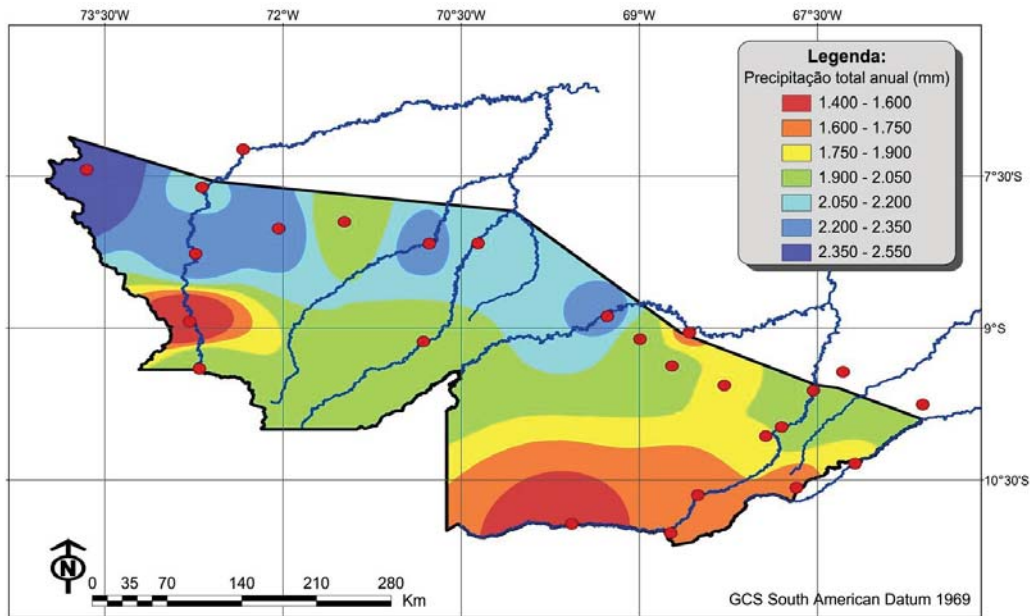 73°30'W 72°W 70°30'W 69°W 67°30'W
Legenda:
Precipitação total anual (mm)
1.400 - 1.600
1.600 - 1.750
1.750 - 1.900
1.900 - 2.050
2.050 - 2.200
2.200 - 2.350
2.350 - 2.550
7°30'S
9°S
10°30'S
N
0 35 70 140 210 280
Km
GCS South American Datum 1969